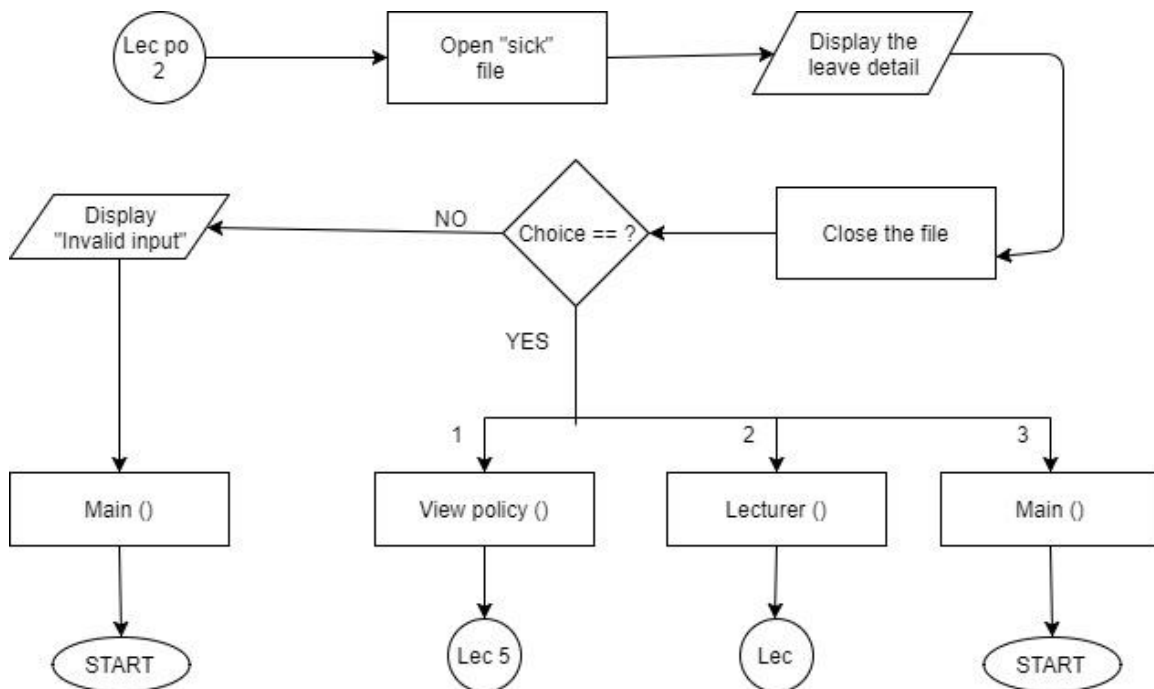 Lec po
2
Open "sick"
file
Display the
leave detail
Display
"Invalid input"
NO
Choice == ?
Close the file
YES
1
2
3
Main ()
View policy ()
Lecturer ()
Main ()
START
Lec 5
Lec
START